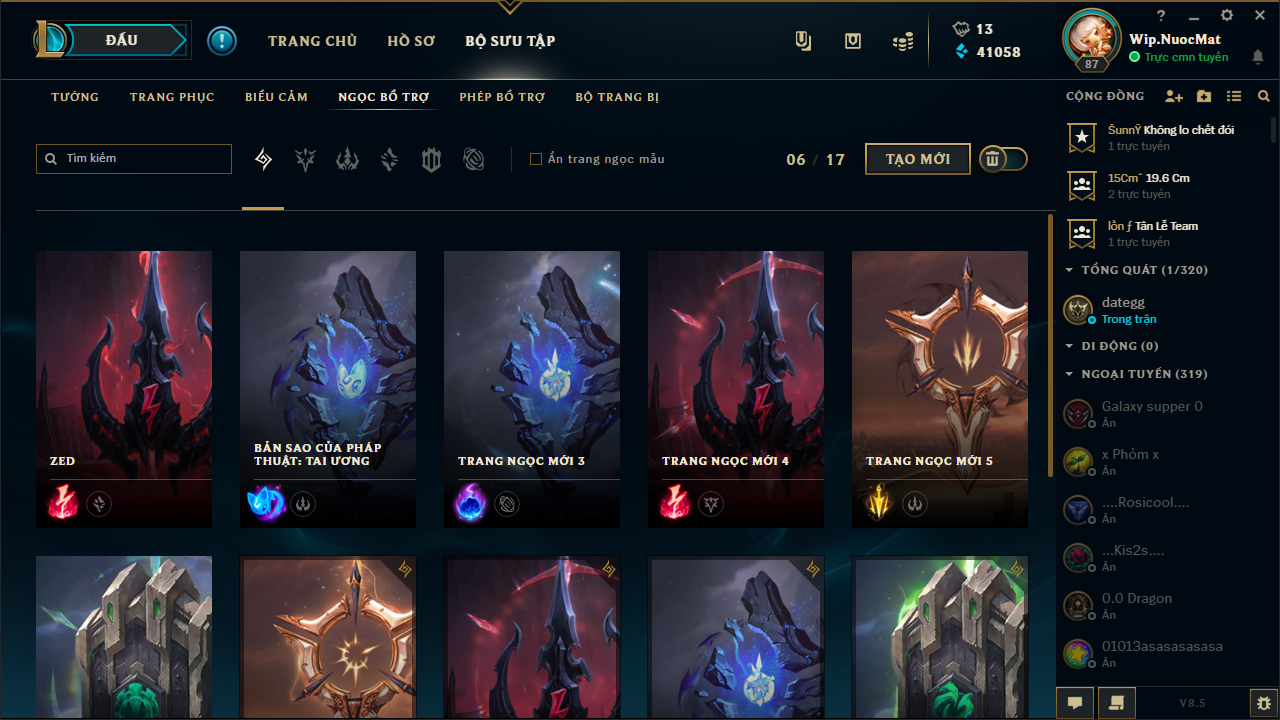 ĐẤU
TRANG CHỦ
HỒ SƠ
BỘ SƯU TẬP
13
41058
?
87
Wip.NuocMat
Trực cmn tuyến
TƯỚNG
TRANG PHỤC
BIỂU CẢM
NGỌC BỔ TRỢ
PHÉP BỔ TRỢ
BỘ TRANG BỊ
CỘNG ĐỒNG
Tìm kiếm
Ẩn trang ngọc mẫu
06 / 17
TẠO MỚI
ŠunnŸ Không lo chết đói
1 trực tuyến
15Cmˆ 19.6 Cm
2 trực tuyến
lồn ƒ Tân Lễ Team
1 trực tuyến
TỔNG QUÁT (1/320)
dategg
Trong trận
DI ĐỘNG (0)
NGOẠI TUYẾN (319)
Galaxy supper 0
Ẩn
x Phỏm x
Ẩn
....Rosicool....
Ẩn
...Kis2s....
Ẩn
0.0 Dragon
Ẩn
01013asasasasasa
Ẩn
ZED
BẢN SAO CỦA PHÁP
THUẬT: TAI ƯƠNG
TRANG NGỌC MỚI 3
TRANG NGỌC MỚI 4
TRANG NGỌC MỚI 5
V8.5